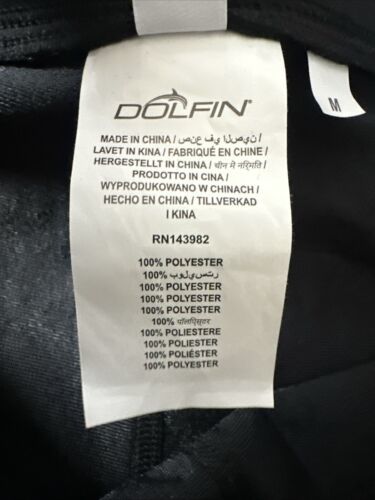 DOLFIN®
MADE IN CHINA / صنع في الصين /
LAVET IN KINA / FABRIQUÉ EN CHINE /
HERGESTELLT IN CHINA / चीन में नर्िमति /
PRODOTTO IN CINA /
WYPRODUKOWANO W CHINACH /
HECHO EN CHINA / TILLVERKAD
I KINA
RN143982
100% POLYESTER
100% بوليستر
100% POLYESTER
100% POLYESTER
100% POLYESTER
100% पॉलिएस्टर
100% POLIESTERE
100% POLIESTER
100% POLIÉSTER
100% POLYESTER
M